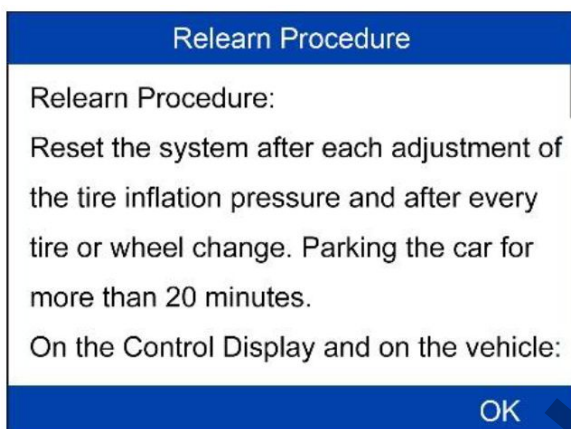 Relearn Procedure
Relearn Procedure:
Reset the system after each adjustment of
the tire inflation pressure and after every
tire or wheel change. Parking the car for
more than 20 minutes.
On the Control Display and on the vehicle:
OK